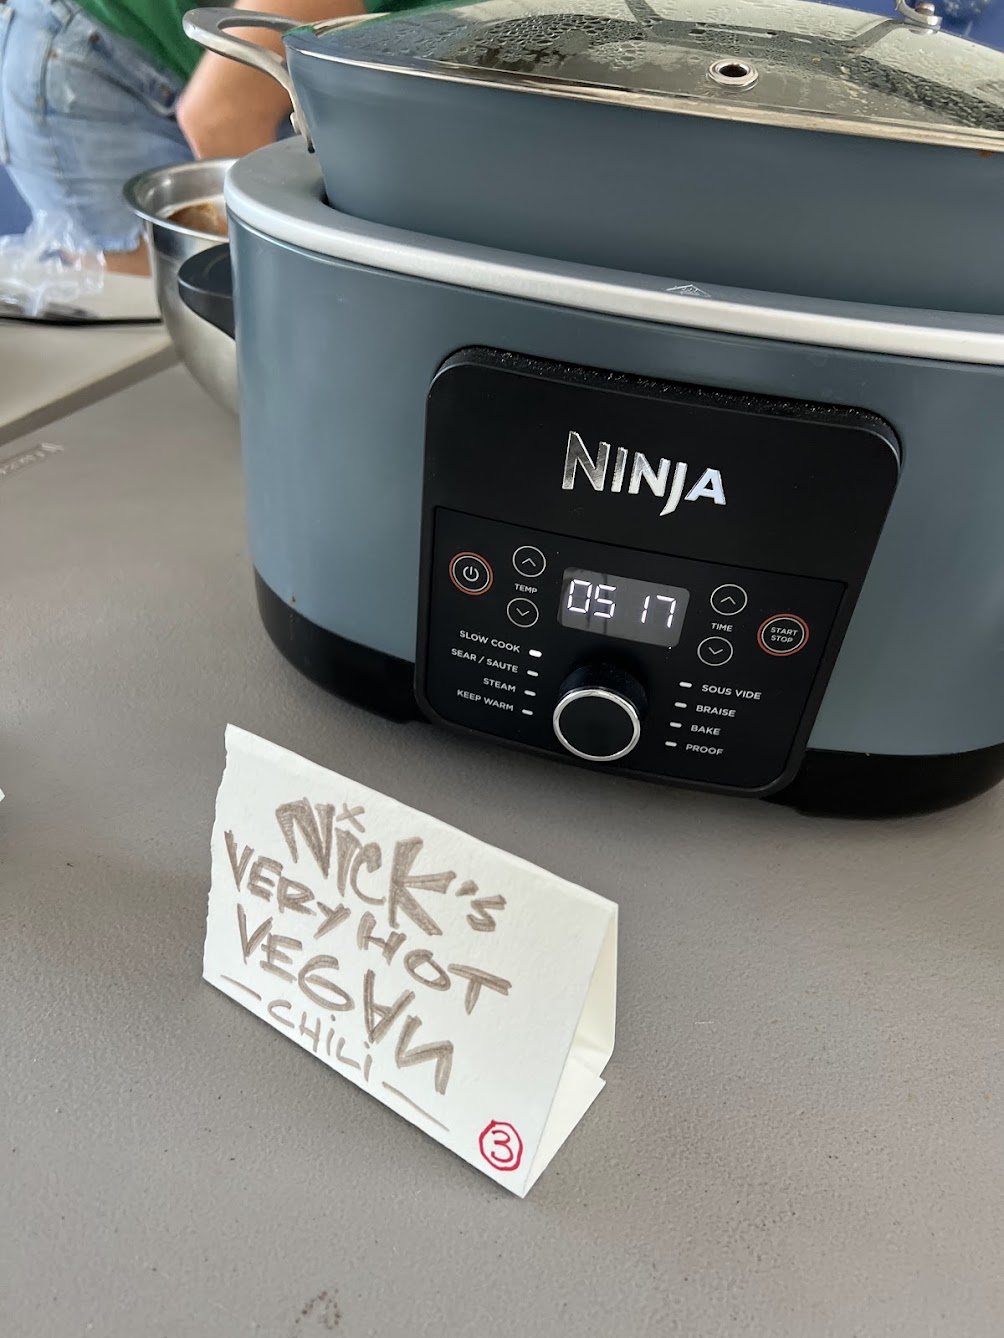 NINJA
TEMP
05 17
TIME
START
STOP
SLOW COOK
SEAR / SAUTE
STEAM
KEEP WARM
SOUS VIDE
BRAISE
BAKE
PROOF
NiCK's
VERY HOT
VEGAN
- CHiLi -
3